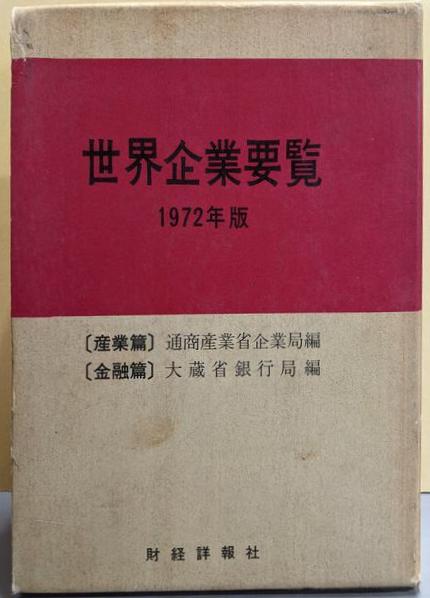 世界企業要覧
1972年版
〔産業篇〕 通商産業省企業局編
〔金融篇〕 大蔵省銀行局編
財経詳報社